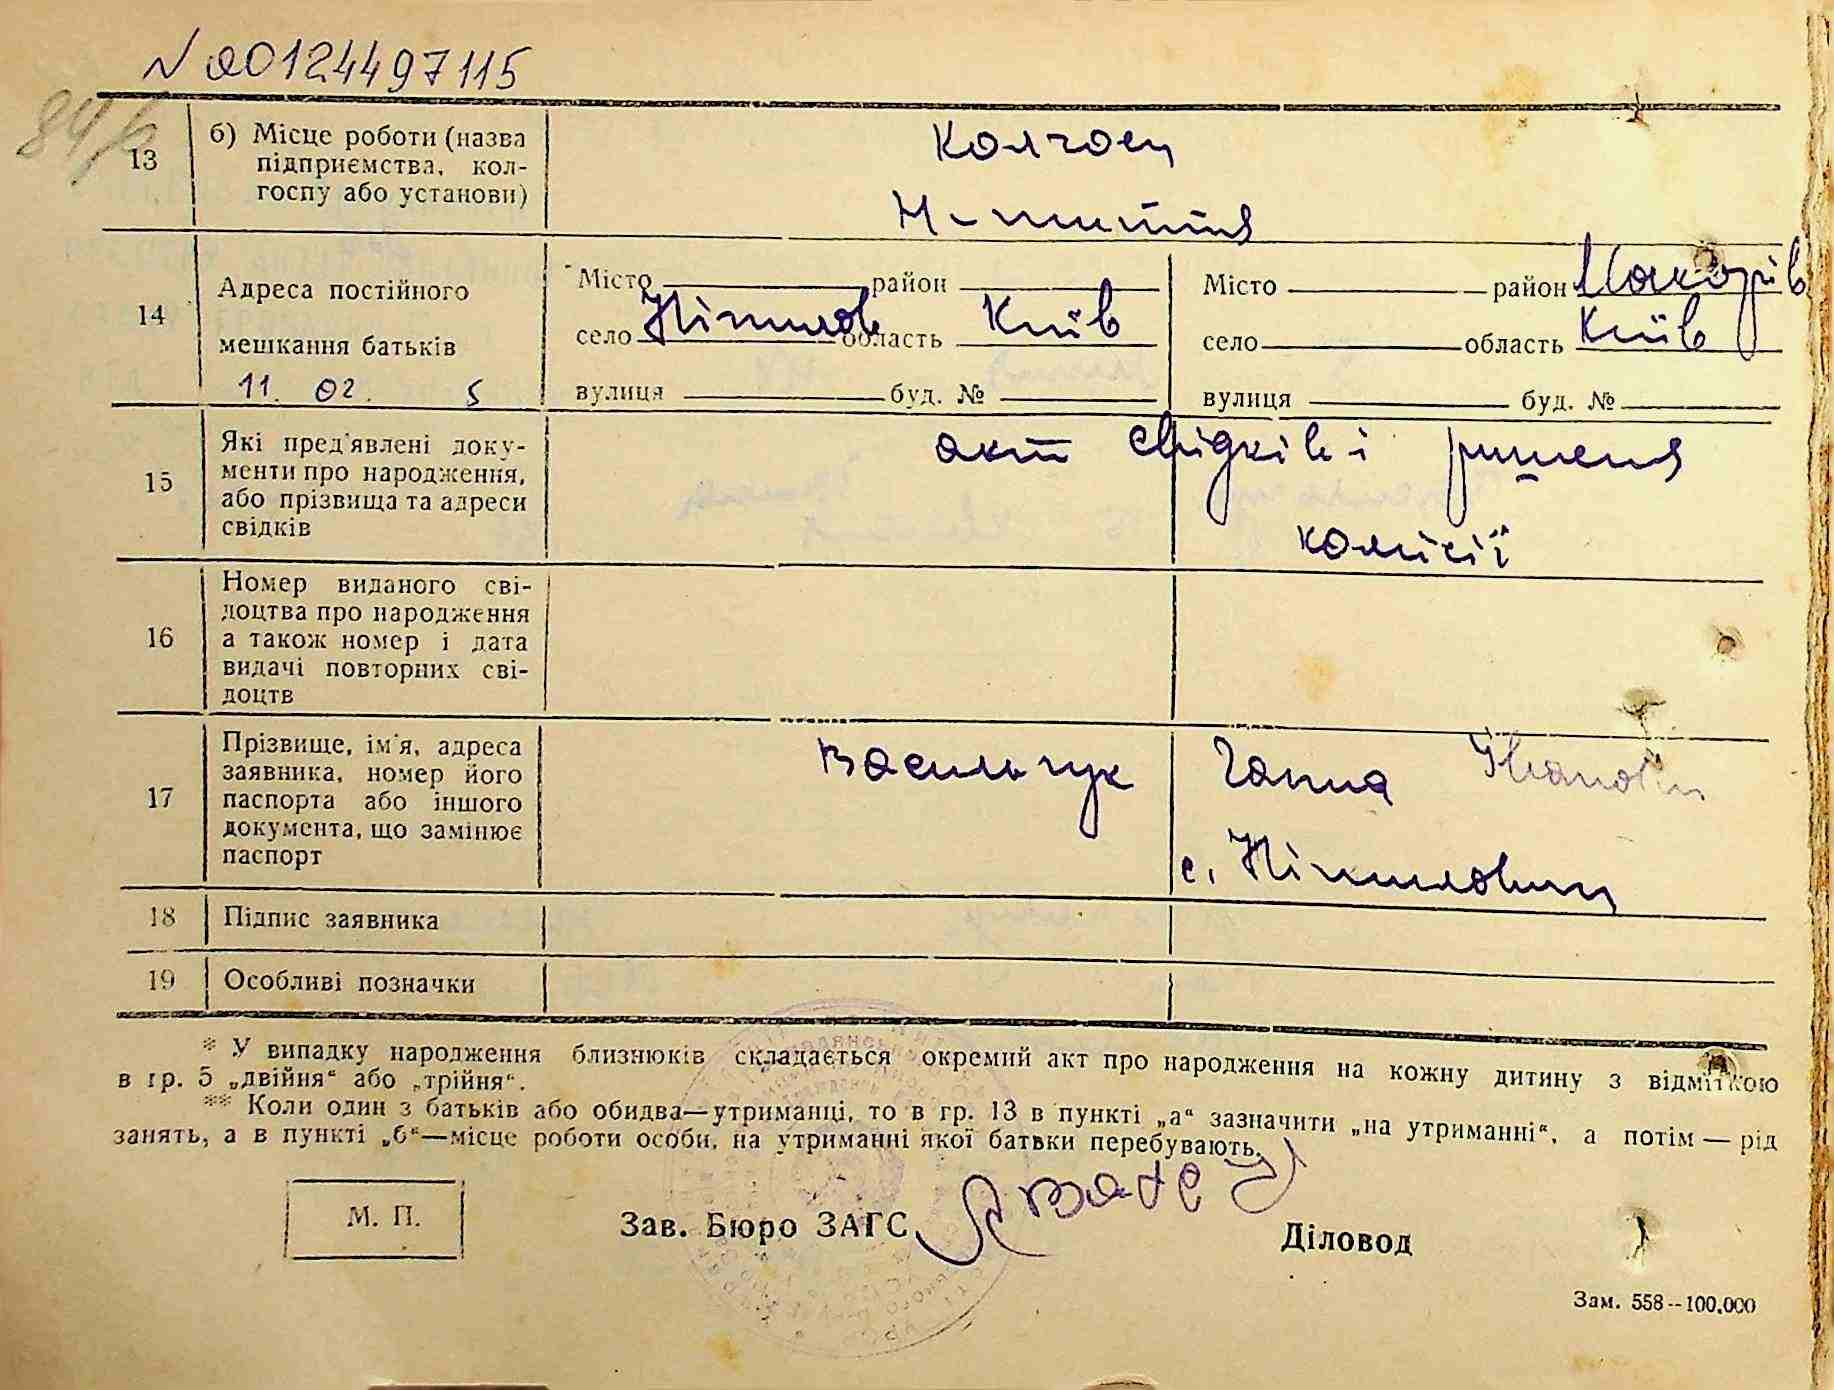 N 00124497115
84
13
б) Місце роботи (назва
підприємства, кол-
госпу або установи)
Колгосп
Н-життя
14
Адреса постійного
мешкання батьків
11. 02. 5
Місто район
село Ніжилов область Київ
вулиця буд. №
Місто район Макарів
село область Київ
вулиця буд. №
15
Які пред'явлені доку-
менти про народження,
або прізвища та адреси
свідків
акт свідків і ришення
комісії
16
Номер виданого сві-
доцтва про народження
а також номер і дата
видачі повторних сві-
доцтв
17
Прізвище, ім'я, адреса
заявника, номер його
паспорта або іншого
документа, що замінює
паспорт
Васильчук Ганна Іванівн
с.
18 Підпис заявника
19 Особливі позначки
* У випадку народження близнюків складається окремий акт про народження на кожну дитину з відміткою
в гр. 5 „двійня“ або „трійня“.
** Коли один з батьків або обидва—утриманці, то в гр. 13 в пункті „а“ зазначити „на утриманні“, а потім — рід
занять, а в пункті „б“—місце роботи особи, на утриманні якої батвки перебувають.
М. П.
Зав. Бюро ЗАГС
Діловод
Зам. 558--100.000